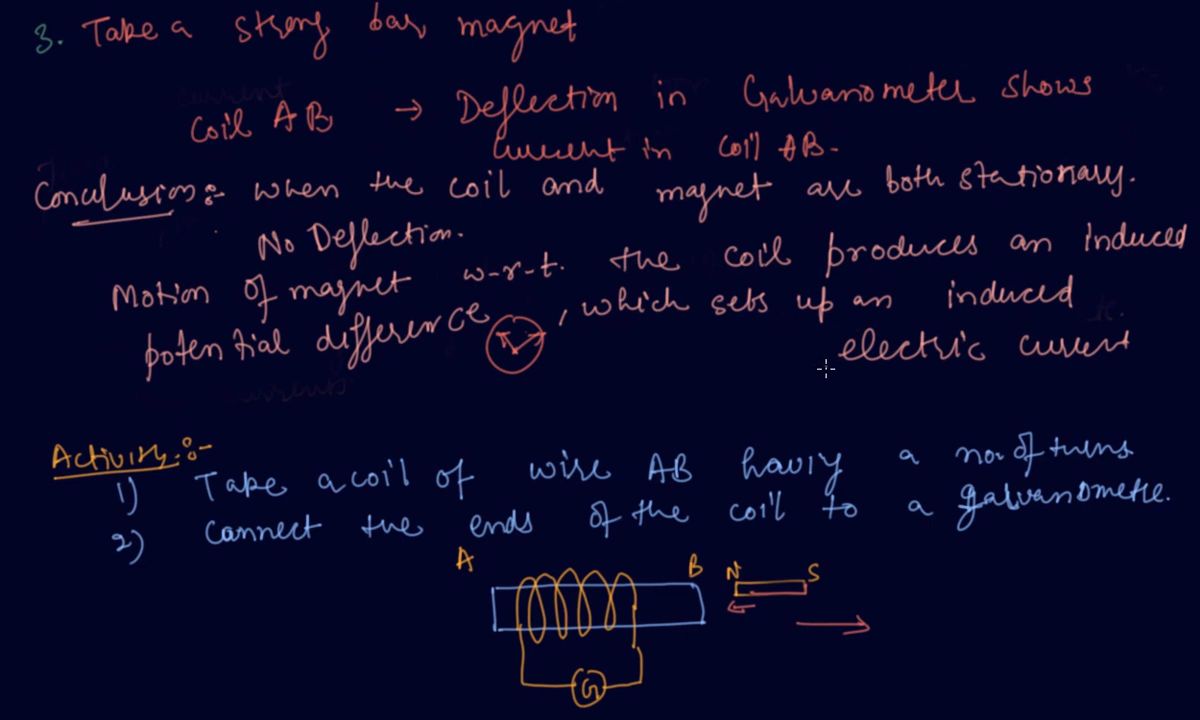 3. Take a strong bar magnet
Coil AB → Deflection in Galvanometer shows
current in coil AB.
Conclusion:- when the coil and magnet are both stationary.
No Deflection.
Motion of magnet w-r-t. the coil produces an induced
potential difference, which sets up an induced
electric current
Activity:-
1) Take a coil of wire AB having a no. of turns
2) Connect the ends of the coil to a galvanometre.
A B N S
G